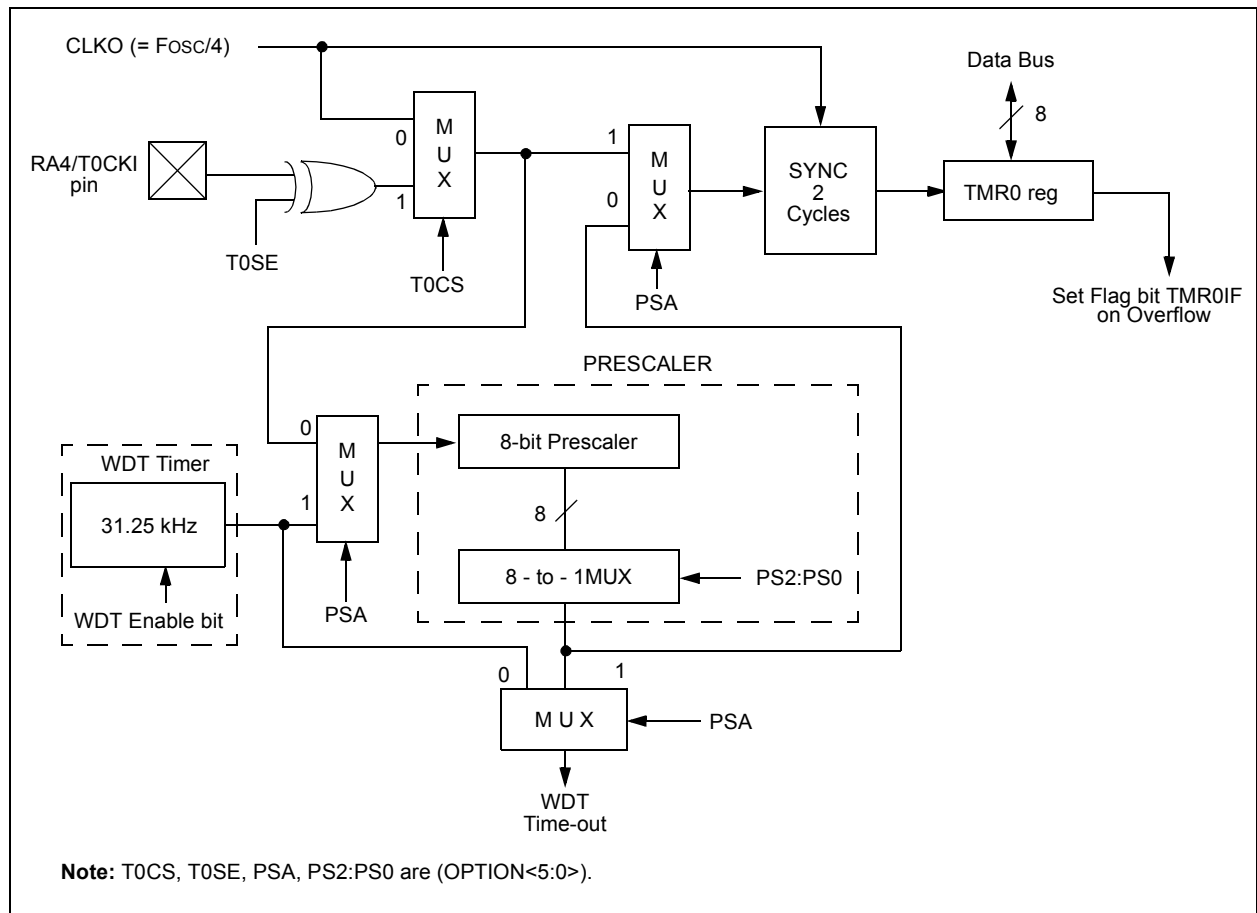 CLKO (= FOSC/4)
Data Bus
8
RA4/T0CKI
pin
0
1
M
U
X
T0SE
T0CS
1
0
M
U
X
PSA
SYNC
2
Cycles
TMR0 reg
Set Flag bit TMR0IF
on Overflow
PRESCALER
0
1
M
U
X
PSA
8-bit Prescaler
8
8 - to - 1MUX
PS2:PS0
WDT Timer
31.25 kHz
WDT Enable bit
0
1
M U X
PSA
WDT
Time-out
Note: T0CS, T0SE, PSA, PS2:PS0 are (OPTION<5:0>).